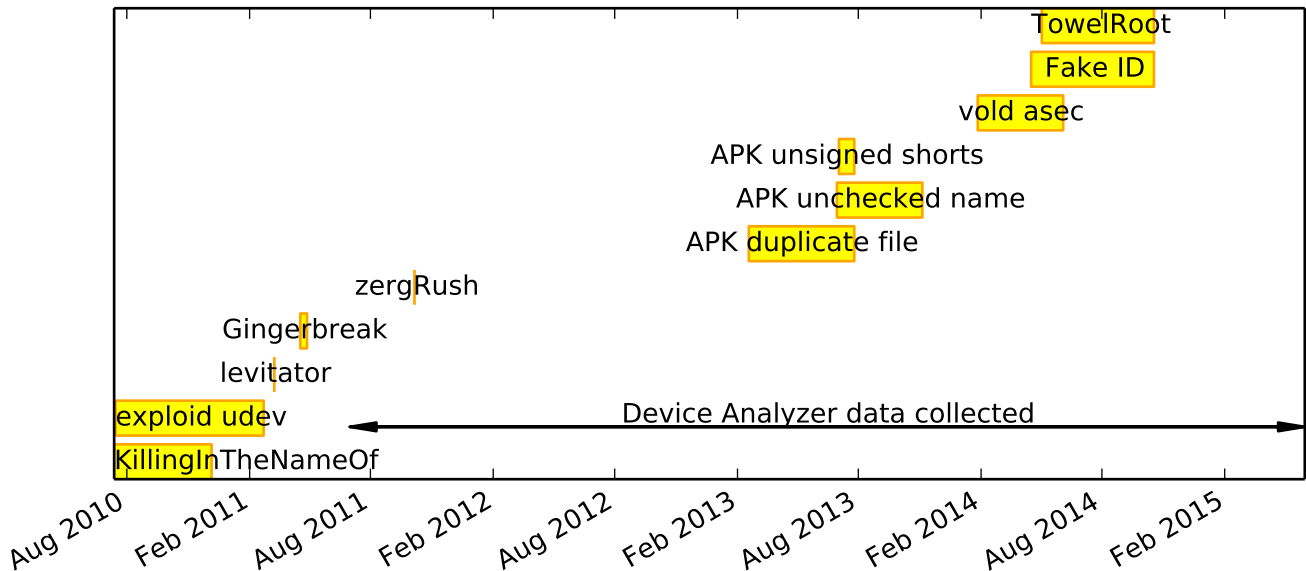 TowelRoot
Fake ID
vold asec
APK unsigned shorts
APK unchecked name
APK duplicate file
zergRush
Gingerbreak
levitator
exploid udev
Device Analyzer data collected
KillingInTheNameOf
Aug 2010
Feb 2011
Aug 2011
Feb 2012
Aug 2012
Feb 2013
Aug 2013
Feb 2014
Aug 2014
Feb 2015